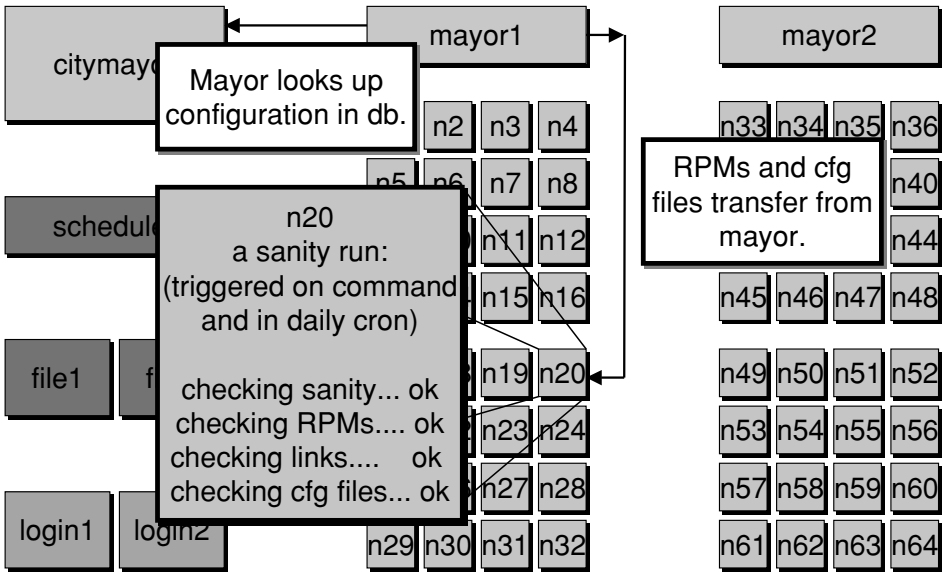 citymayo
mayor1
mayor2
Mayor looks up
configuration in db.
n2 n3 n4
n33 n34 n35 n36
RPMs and cfg
files transfer from
mayor.
n5 n6 n7 n8
n40
schedule
n11 n12
n44
n15 n16
n45 n46 n47 n48
n20
a sanity run:
(triggered on command
and in daily cron)
checking sanity... ok
checking RPMs.... ok
checking links.... ok
checking cfg files... ok
file1 f
n19 n20
n49 n50 n51 n52
n23 n24
n53 n54 n55 n56
n27 n28
n57 n58 n59 n60
login1 login2
n29 n30 n31 n32
n61 n62 n63 n64